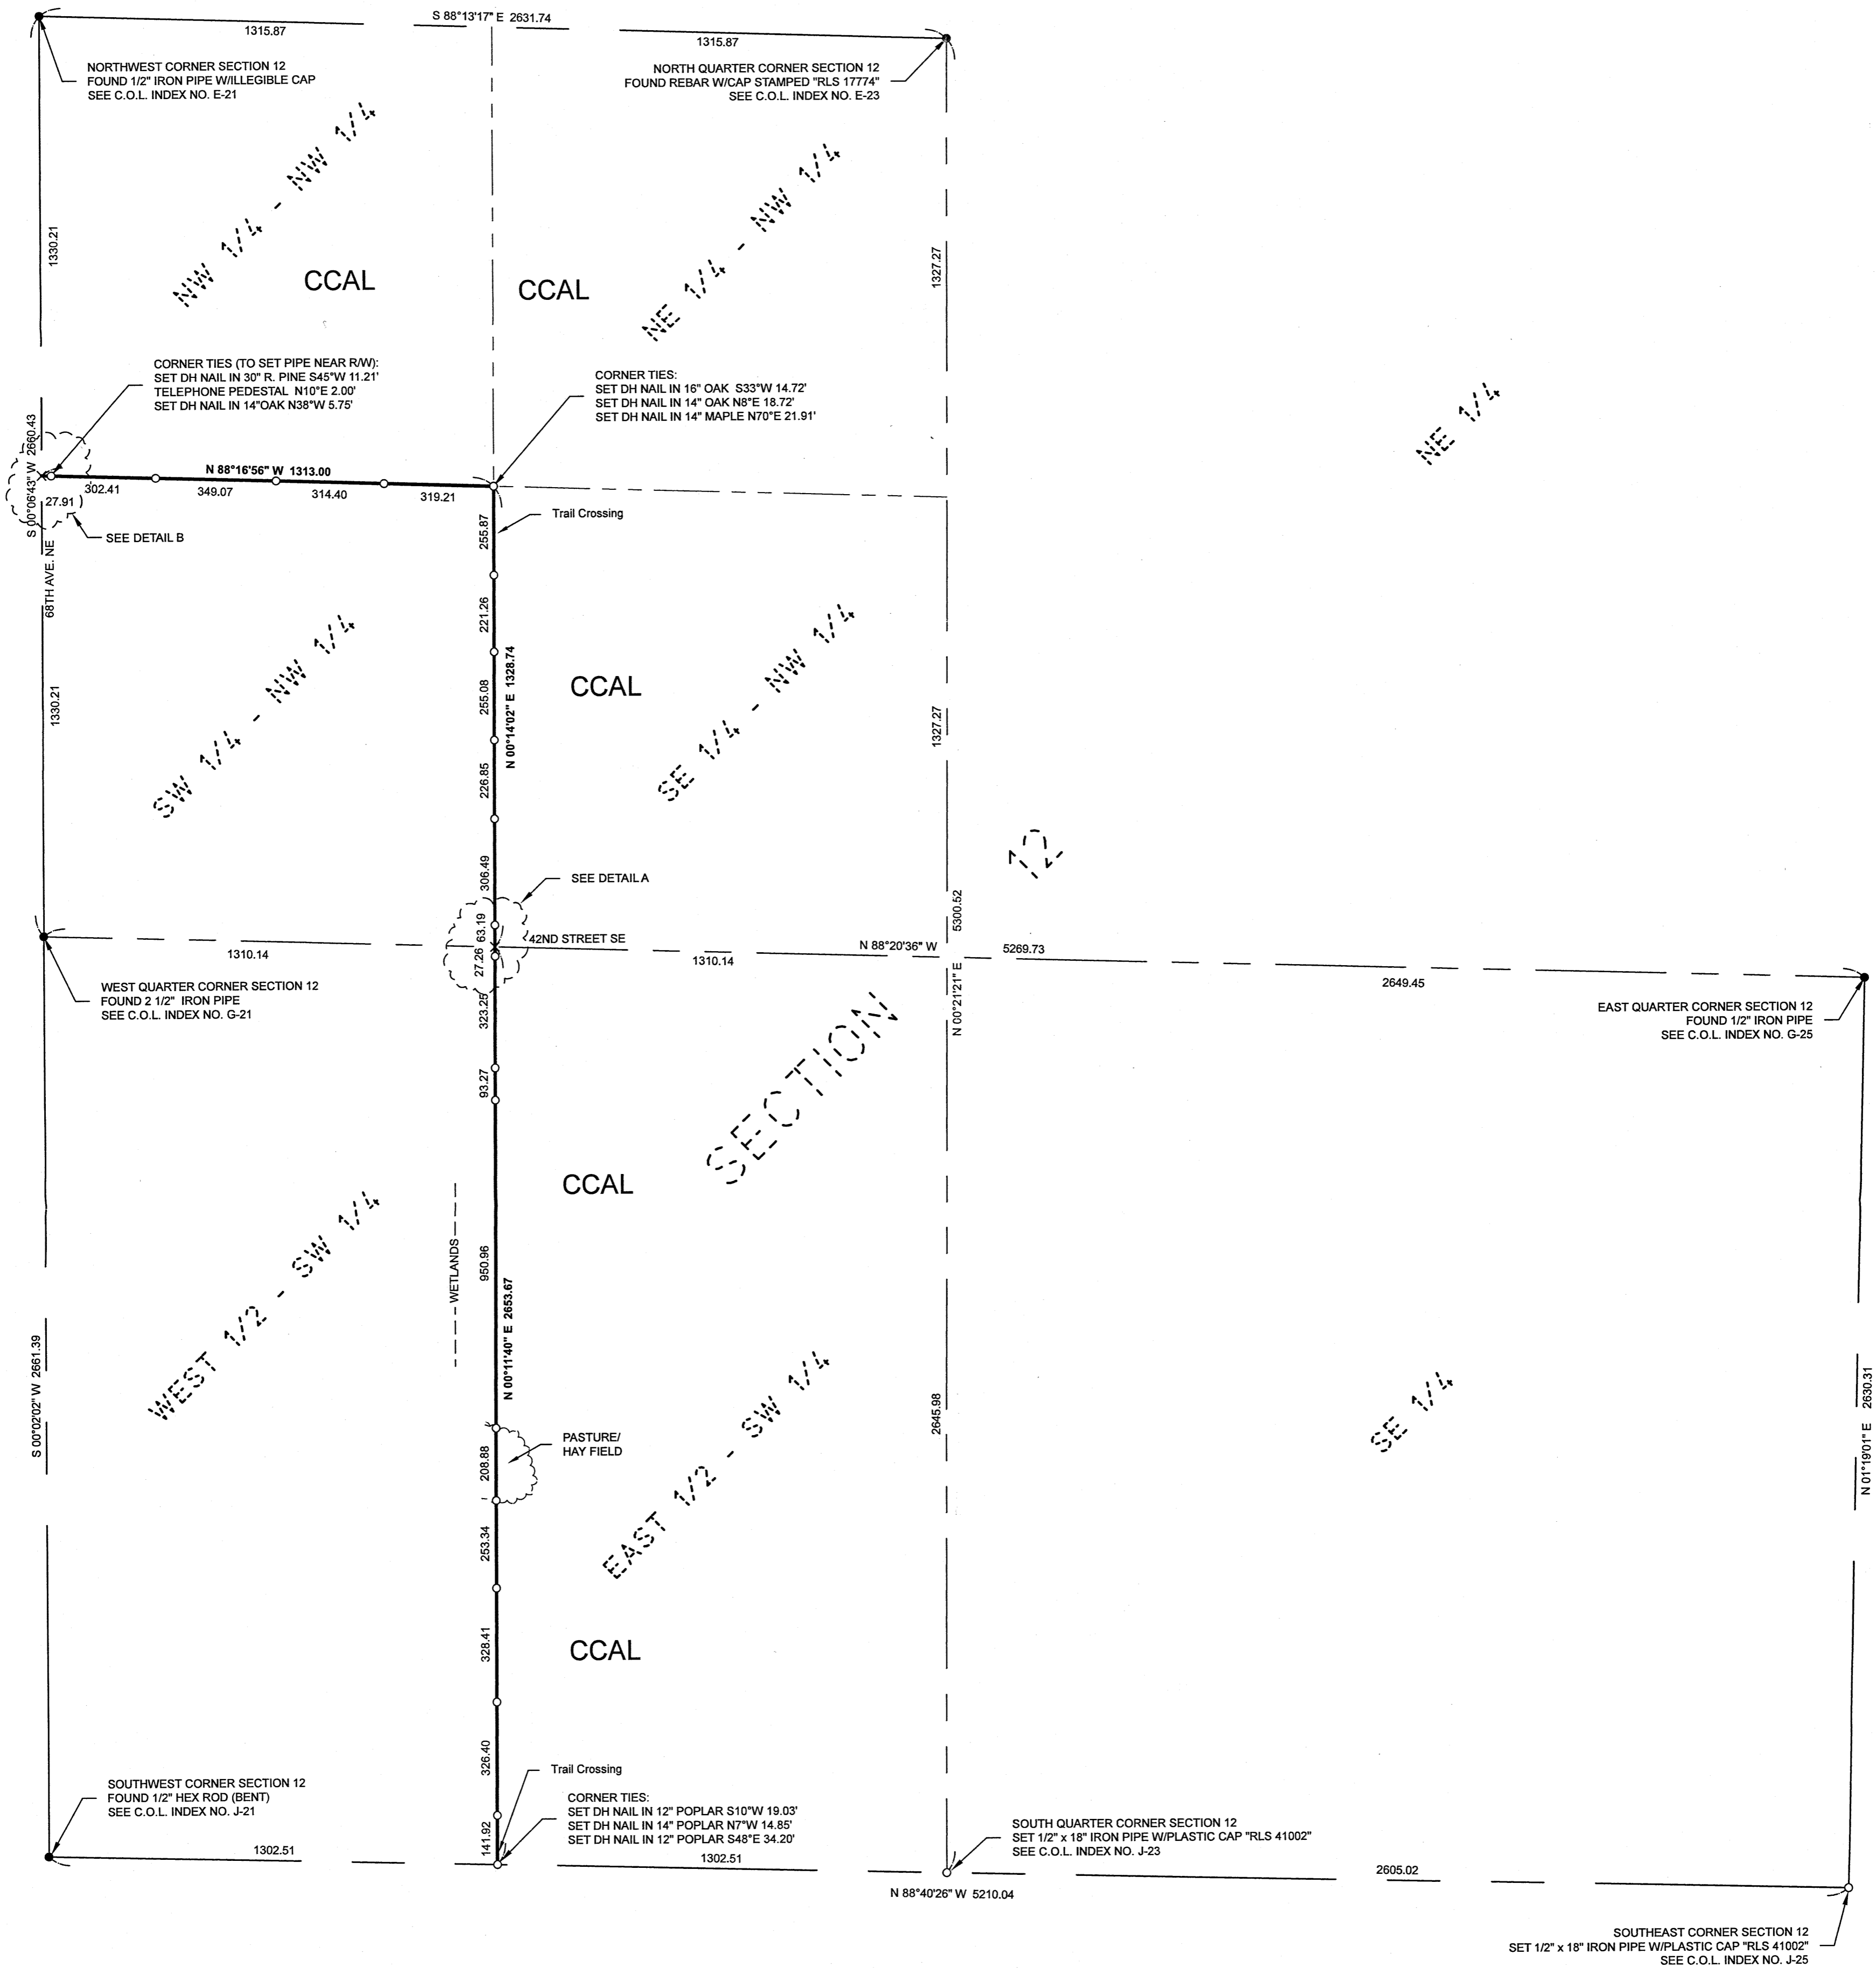 S 88°13'17" E 2631.74
1315.87
1315.87
NORTHWEST CORNER SECTION 12
FOUND 1/2" IRON PIPE W/ILLEGIBLE CAP
SEE C.O.L. INDEX NO. E-21
NORTH QUARTER CORNER SECTION 12
FOUND REBAR W/CAP STAMPED "RLS 17774"
SEE C.O.L. INDEX NO. E-23
NW 1/4 - NW 1/4
NE 1/4 - NW 1/4
1330.21
1327.27
CCAL
CCAL
CORNER TIES (TO SET PIPE NEAR R/W):
SET DH NAIL IN 30" R. PINE S45°W 11.21'
TELEPHONE PEDESTAL N10°E 2.00'
SET DH NAIL IN 14"OAK N38°W 5.75'
CORNER TIES:
SET DH NAIL IN 16" OAK S33°W 14.72'
SET DH NAIL IN 14" OAK N8°E 18.72'
SET DH NAIL IN 14" MAPLE N70°E 21.91'
NE 1/4
S 00°06'43" W 2660.43
N 88°16'56" W 1313.00
27.91
302.41
349.07
314.40
319.21
SEE DETAIL B
Trail Crossing
68TH AVE. NE
255.87
221.26
255.08
226.85
306.49
63.19
N 00°14'02" E 1328.74
1330.21
SW 1/4 - NW 1/4
CCAL
SE 1/4 - NW 1/4
1327.27
12
SEE DETAIL A
42ND STREET SE
5300.52
N 00°21'21" E
1310.14
1310.14
N 88°20'36" W
5269.73
2649.45
WEST QUARTER CORNER SECTION 12
FOUND 2 1/2" IRON PIPE
SEE C.O.L. INDEX NO. G-21
EAST QUARTER CORNER SECTION 12
FOUND 1/2" IRON PIPE
SEE C.O.L. INDEX NO. G-25
27.26
323.25
93.27
950.96
SECTION
CCAL
WETLANDS
N 00°11'40" E 2653.67
WEST 1/2 - SW 1/4
EAST 1/2 - SW 1/4
SE 1/4
S 00°02'02" W 2661.39
2645.98
N 01°19'01" E 2630.31
PASTURE/
HAY FIELD
208.88
253.34
328.41
326.40
141.92
CCAL
Trail Crossing
SOUTHWEST CORNER SECTION 12
FOUND 1/2" HEX ROD (BENT)
SEE C.O.L. INDEX NO. J-21
CORNER TIES:
SET DH NAIL IN 12" POPLAR S10°W 19.03'
SET DH NAIL IN 14" POPLAR N7°W 14.85'
SET DH NAIL IN 12" POPLAR S48°E 34.20'
SOUTH QUARTER CORNER SECTION 12
SET 1/2" x 18" IRON PIPE W/PLASTIC CAP "RLS 41002"
SEE C.O.L. INDEX NO. J-23
1302.51
1302.51
2605.02
N 88°40'26" W 5210.04
SOUTHEAST CORNER SECTION 12
SET 1/2" x 18" IRON PIPE W/PLASTIC CAP "RLS 41002"
SEE C.O.L. INDEX NO. J-25